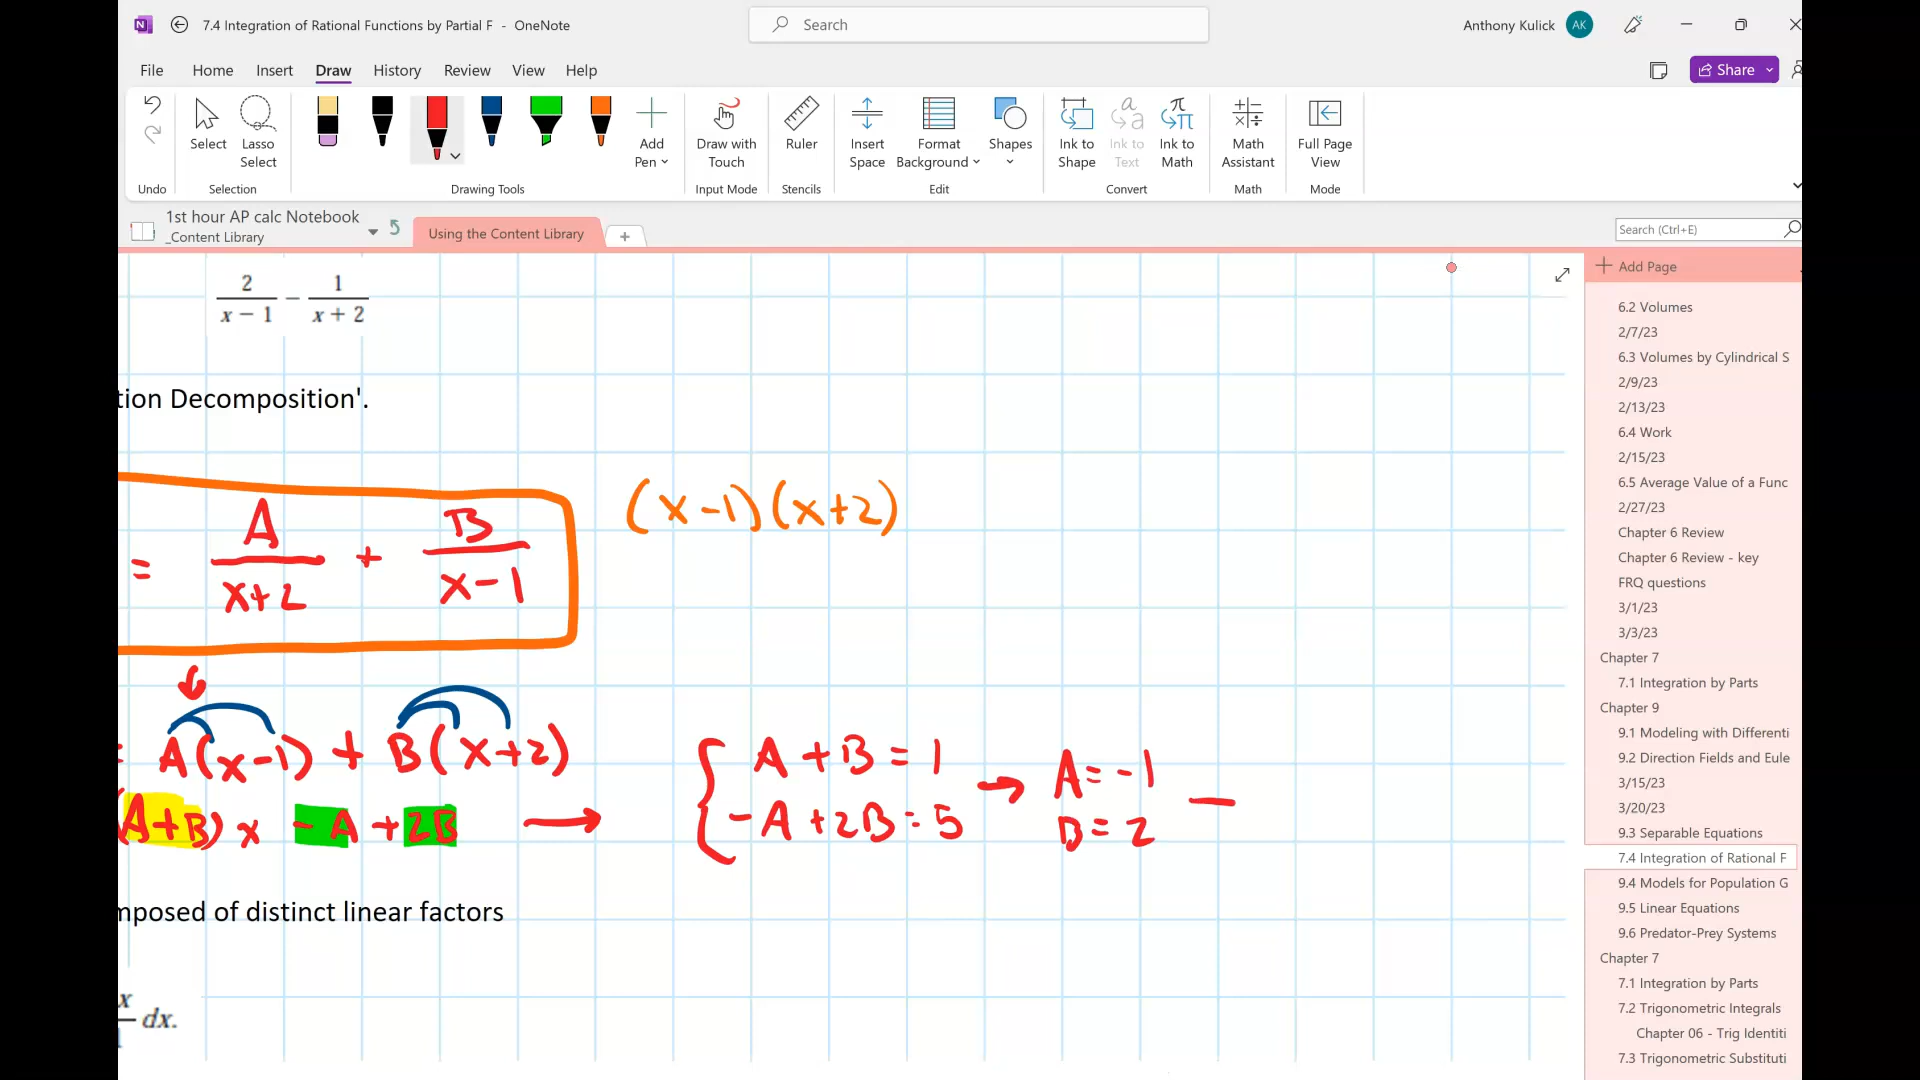 7.4 Integration of Rational Functions by Partial F - OneNote
Search
Anthony Kulick AK
File Home Insert Draw History Review View Help
Share
Undo
Select
Lasso Select
Selection
Drawing Tools
Add Pen
Draw with Touch
Input Mode
Ruler
Stencils
Insert Space
Format Background
Shapes
Edit
Ink to Shape
Ink to Text
Ink to Math
Convert
Math Assistant
Math
Full Page View
Mode
1st hour AP calc Notebook
_Content Library
Using the Content Library
Search (Ctrl+E)
2/(x − 1) − 1/(x + 2)
tion Decomposition'.
= A/(x+2) + B/(x-1)
(x-1)(x+2)
= A(x-1) + B(x+2)
(A+B)x -A +2B →
A+B=1
-A+2B=5
→ A=-1
B=2
—
mposed of distinct linear factors
x
dx.
Add Page
6.2 Volumes
2/7/23
6.3 Volumes by Cylindrical S
2/9/23
2/13/23
6.4 Work
2/15/23
6.5 Average Value of a Func
2/27/23
Chapter 6 Review
Chapter 6 Review - key
FRQ questions
3/1/23
3/3/23
Chapter 7
7.1 Integration by Parts
Chapter 9
9.1 Modeling with Differenti
9.2 Direction Fields and Eule
3/15/23
3/20/23
9.3 Separable Equations
7.4 Integration of Rational F
9.4 Models for Population G
9.5 Linear Equations
9.6 Predator-Prey Systems
Chapter 7
7.1 Integration by Parts
7.2 Trigonometric Integrals
Chapter 06 - Trig Identiti
7.3 Trigonometric Substituti